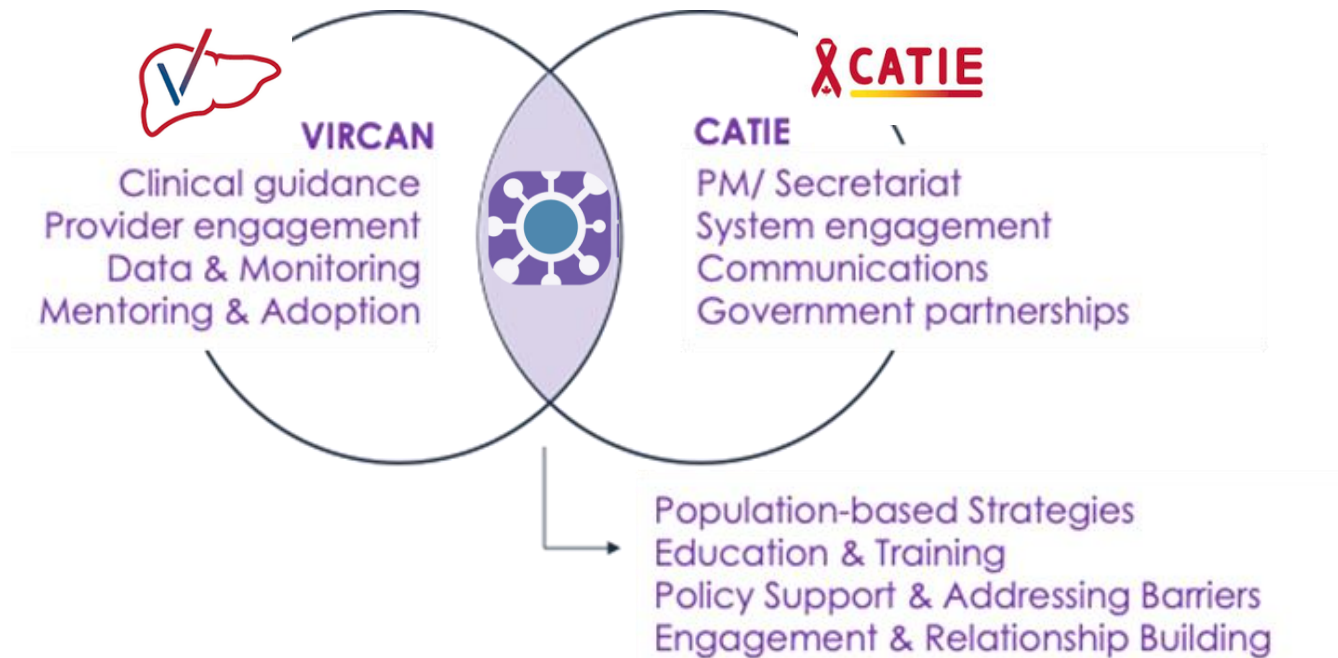 CATIE
VIRCAN
Clinical guidance
Provider engagement
Data & Monitoring
Mentoring & Adoption
CATIE
PM/ Secretariat
System engagement
Communications
Government partnerships
Population-based Strategies
Education & Training
Policy Support & Addressing Barriers
Engagement & Relationship Building